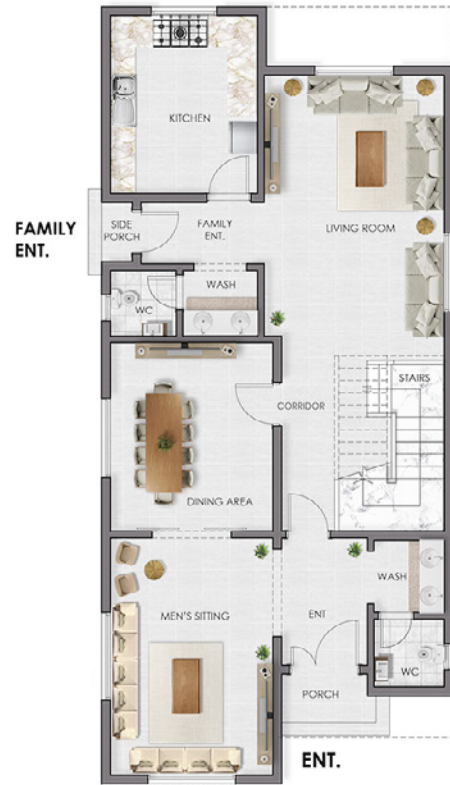 KITCHEN
FAMILY
ENT.
SIDE
PORCH
FAMILY
ENT.
LIVING ROOM
WASH
WC
STAIRS
CORRIDOR
DINING AREA
WASH
MEN'S SITTING
ENT
WC
PORCH
ENT.